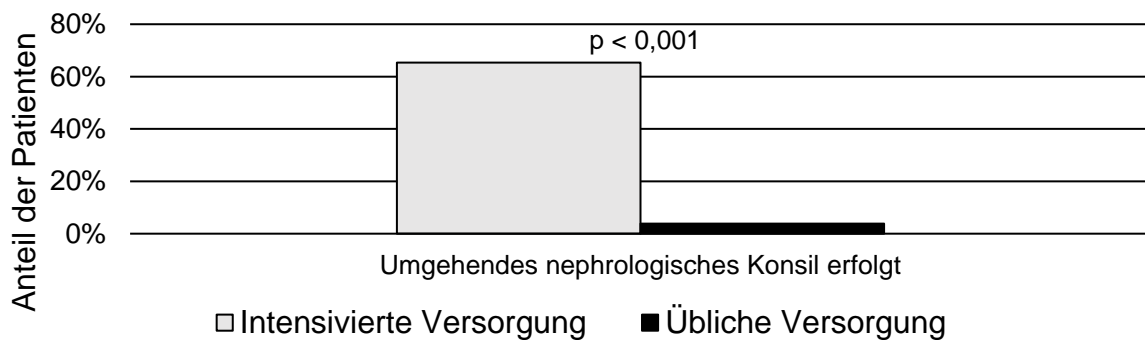 80%
p < 0,001
60%
40%
20%
0%
Anteil der Patienten
Umgehendes nephrologisches Konsil erfolgt
Intensivierte Versorgung
Übliche Versorgung